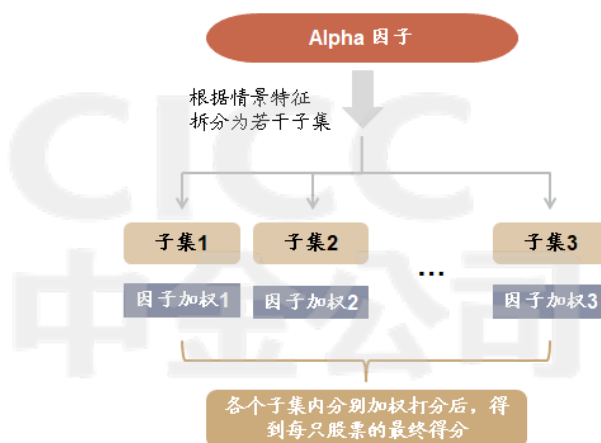 Alpha 因子
根据情景特征
拆分为若干子集
子集1
子集2
子集3
...
因子加权1
因子加权2
因子加权3
各个子集内分别加权打分后，得
到每只股票的最终得分
CICC
中金公司